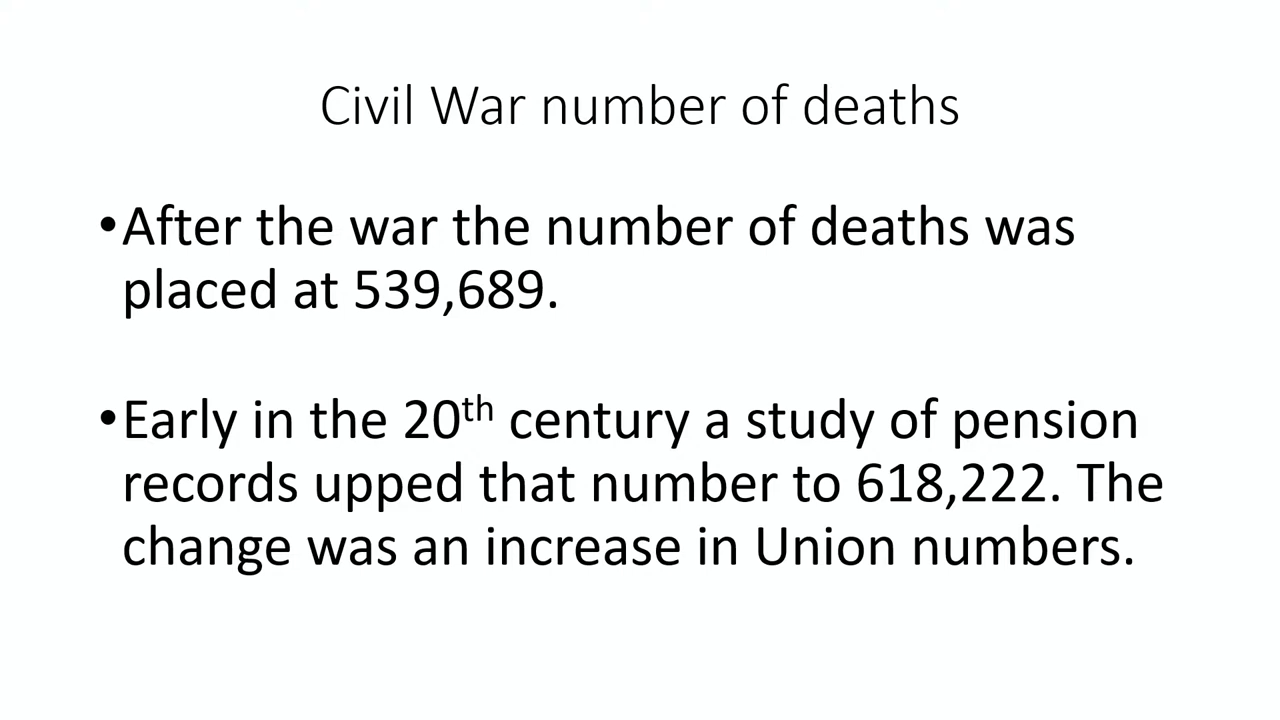 Civil War number of deaths
•After the war the number of deaths was
placed at 539,689.
•Early in the 20th century a study of pension
records upped that number to 618,222. The
change was an increase in Union numbers.